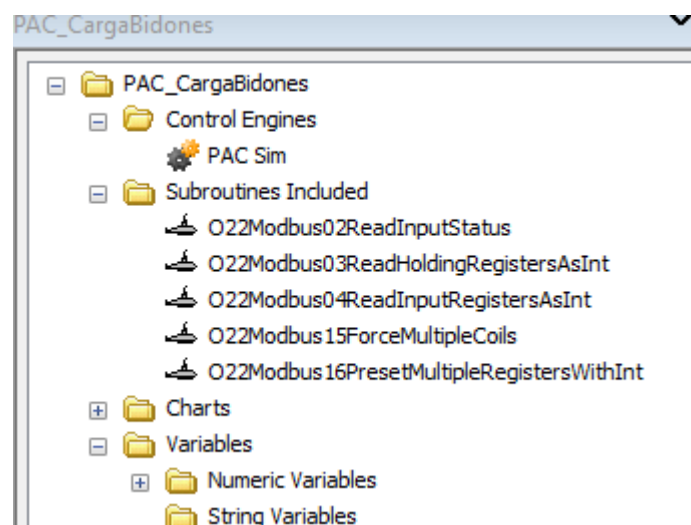 PAC_CargaBidones
PAC_CargaBidones
Control Engines
PAC Sim
Subroutines Included
O22Modbus02ReadInputStatus
O22Modbus03ReadHoldingRegistersAsInt
O22Modbus04ReadInputRegistersAsInt
O22Modbus15ForceMultipleCoils
O22Modbus16PresetMultipleRegistersWithInt
Charts
Variables
Numeric Variables
String Variables